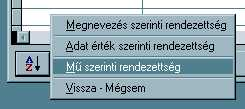 Megnevezés szerinti rendezettség
Adat érték szerinti rendezettség
Mű szerinti rendezettség
Vissza - Mégsem
A
Z